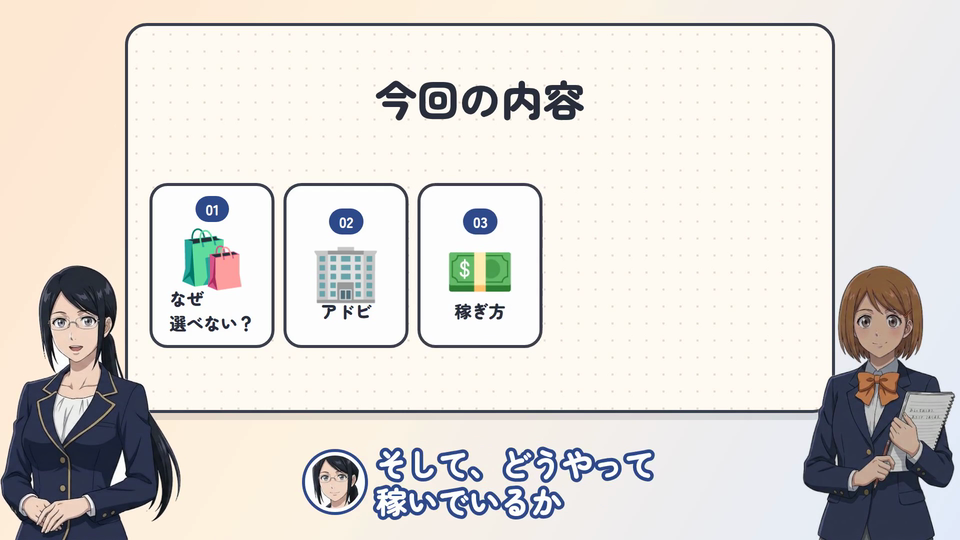 今回の内容
01
なぜ
選べない？
02
アドビ
03
$
稼ぎ方
そして、どうやって
稼いでいるか